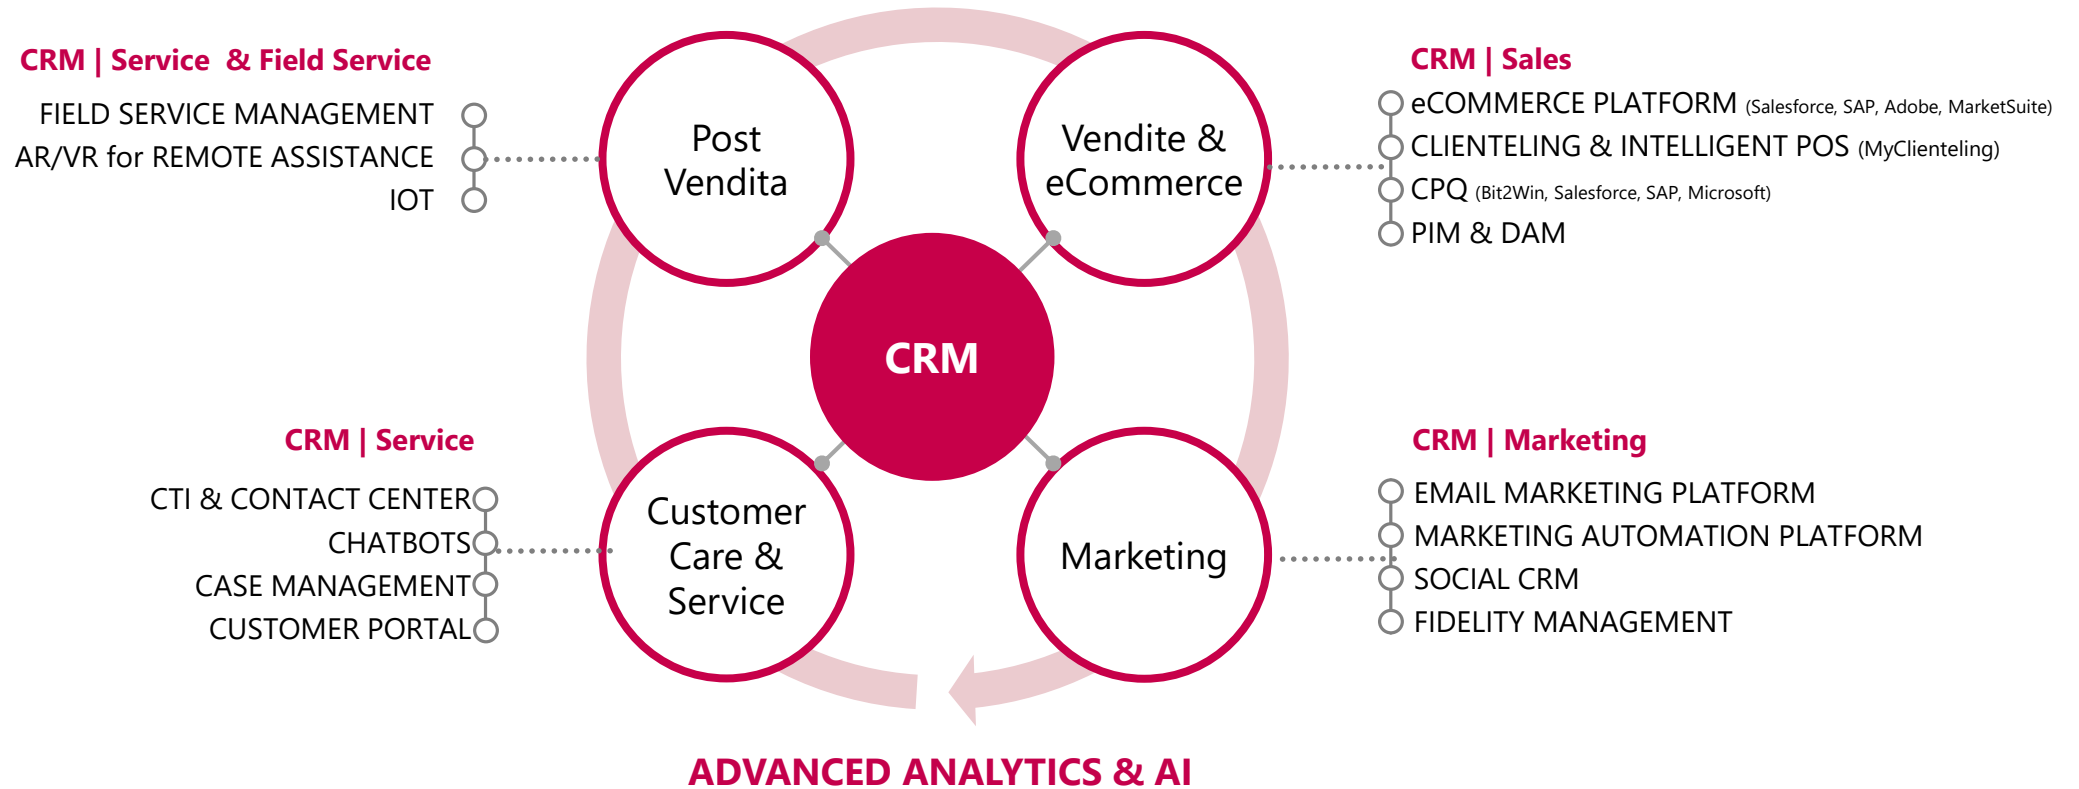 CRM | Service & Field Service
FIELD SERVICE MANAGEMENT
AR/VR for REMOTE ASSISTANCE
IOT
Post
Vendita
Vendite &
eCommerce
CRM | Sales
eCOMMERCE PLATFORM (Salesforce, SAP, Adobe, MarketSuite)
CLIENTELING & INTELLIGENT POS (MyClienteling)
CPQ (Bit2Win, Salesforce, SAP, Microsoft)
PIM & DAM
CRM
CRM | Service
CTI & CONTACT CENTER
CHATBOTS
CASE MANAGEMENT
CUSTOMER PORTAL
Customer
Care &
Service
Marketing
CRM | Marketing
EMAIL MARKETING PLATFORM
MARKETING AUTOMATION PLATFORM
SOCIAL CRM
FIDELITY MANAGEMENT
ADVANCED ANALYTICS & AI